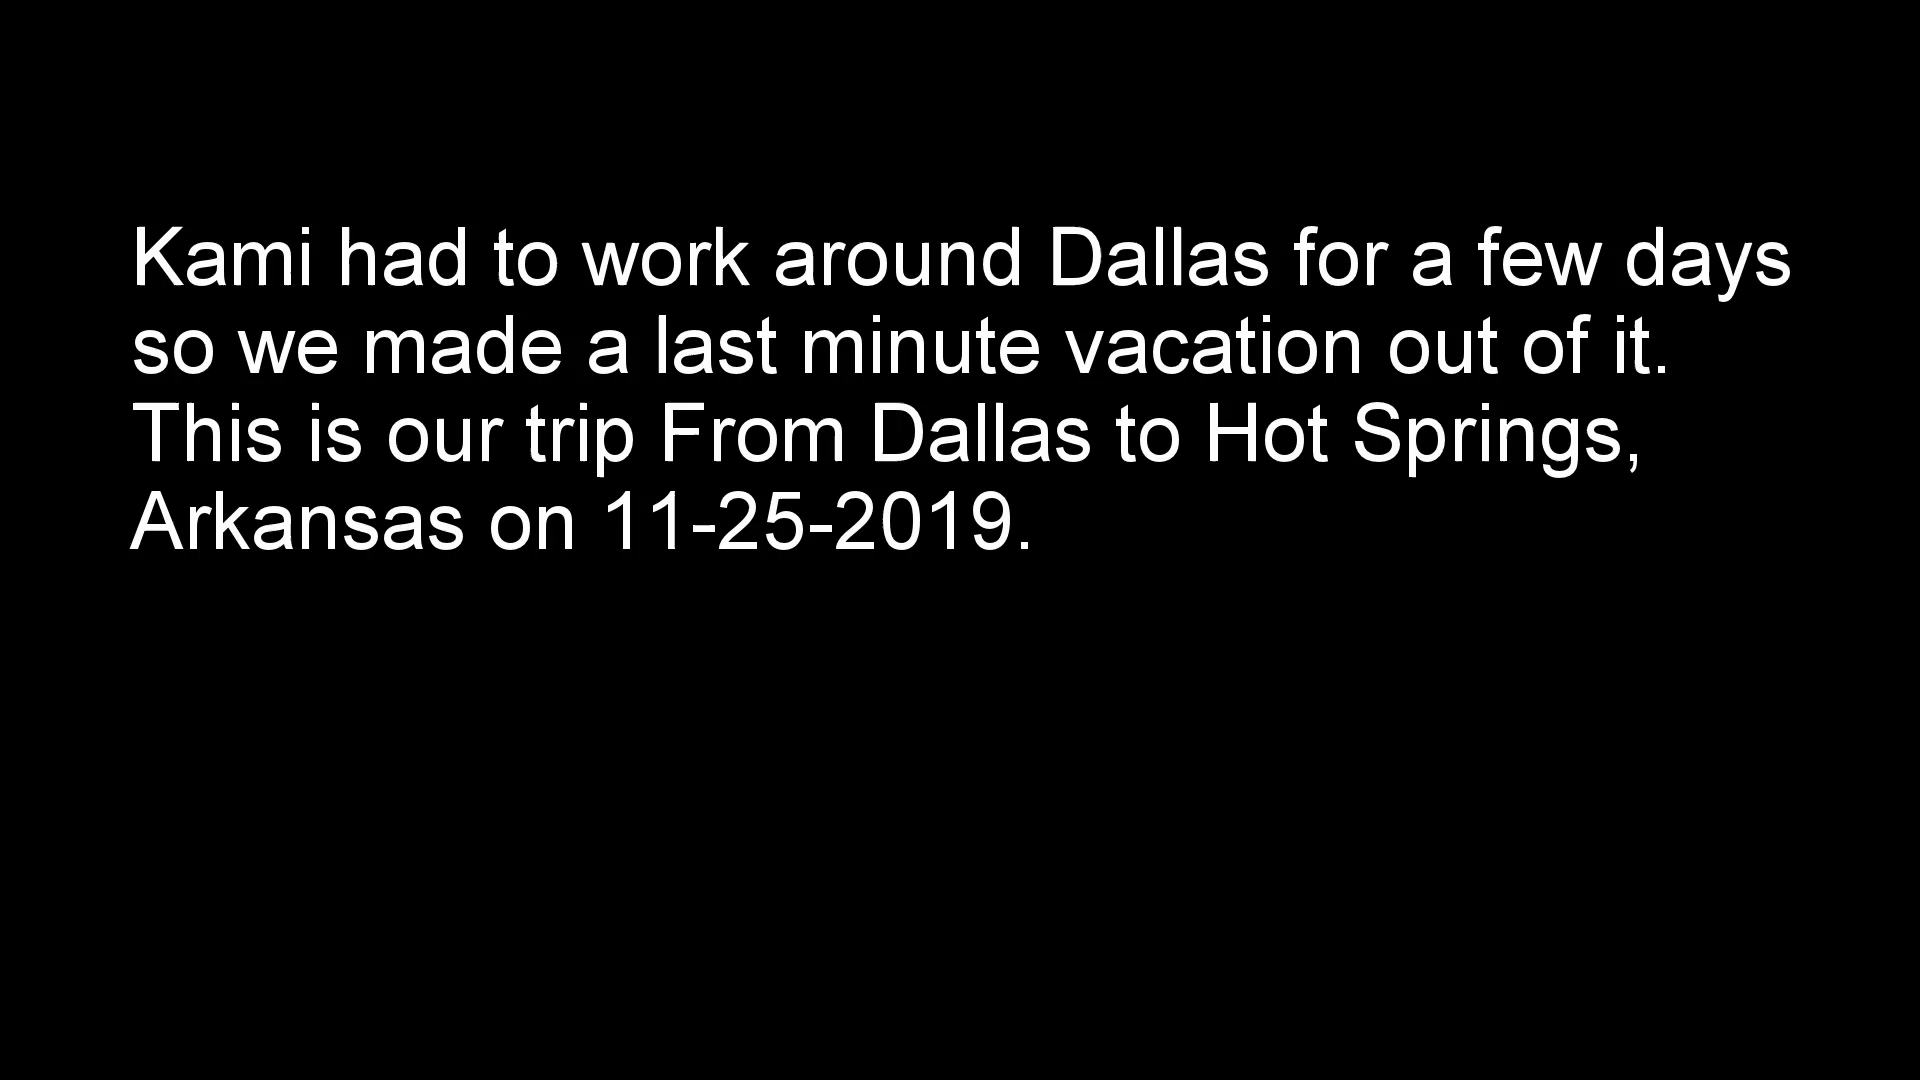 Kami had to work around Dallas for a few days
so we made a last minute vacation out of it.
This is our trip From Dallas to Hot Springs,
Arkansas on 11-25-2019.